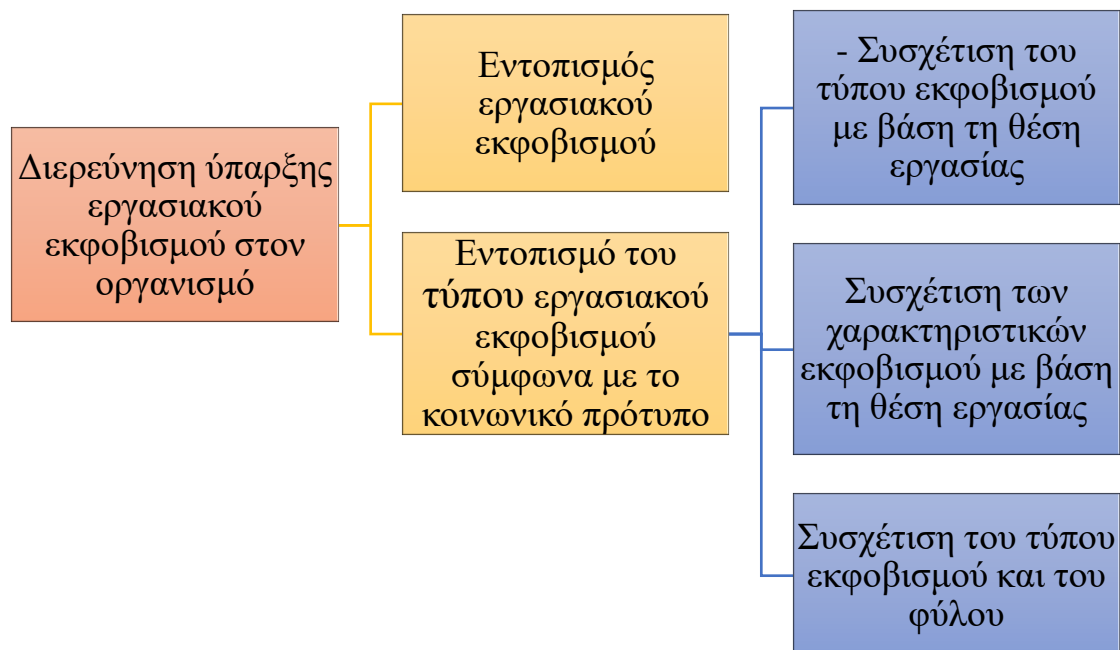 Διερεύνηση ύπαρξης
εργασιακού
εκφοβισμού στον
οργανισμό
Εντοπισμός
εργασιακού
εκφοβισμού
Εντοπισμό του
τύπου εργασιακού
εκφοβισμού
σύμφωνα με το
κοινωνικό πρότυπο
- Συσχέτιση του
τύπου εκφοβισμού
με βάση τη θέση
εργασίας
Συσχέτιση των
χαρακτηριστικών
εκφοβισμού με βάση
τη θέση εργασίας
Συσχέτιση του τύπου
εκφοβισμού και του
φύλου